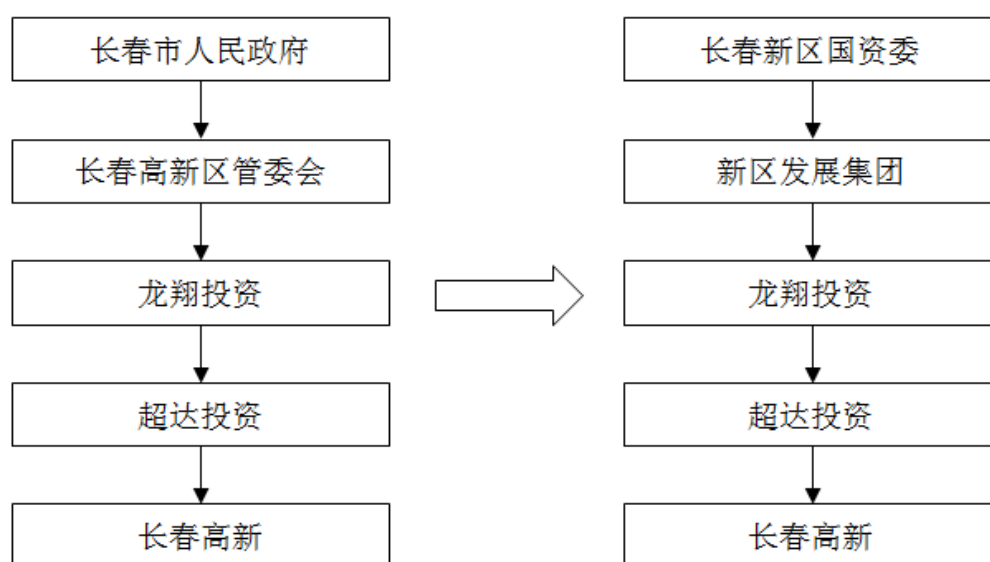 长春市人民政府
长春高新区管委会
龙翔投资
超达投资
长春高新
长春新区国资委
新区发展集团
龙翔投资
超达投资
长春高新